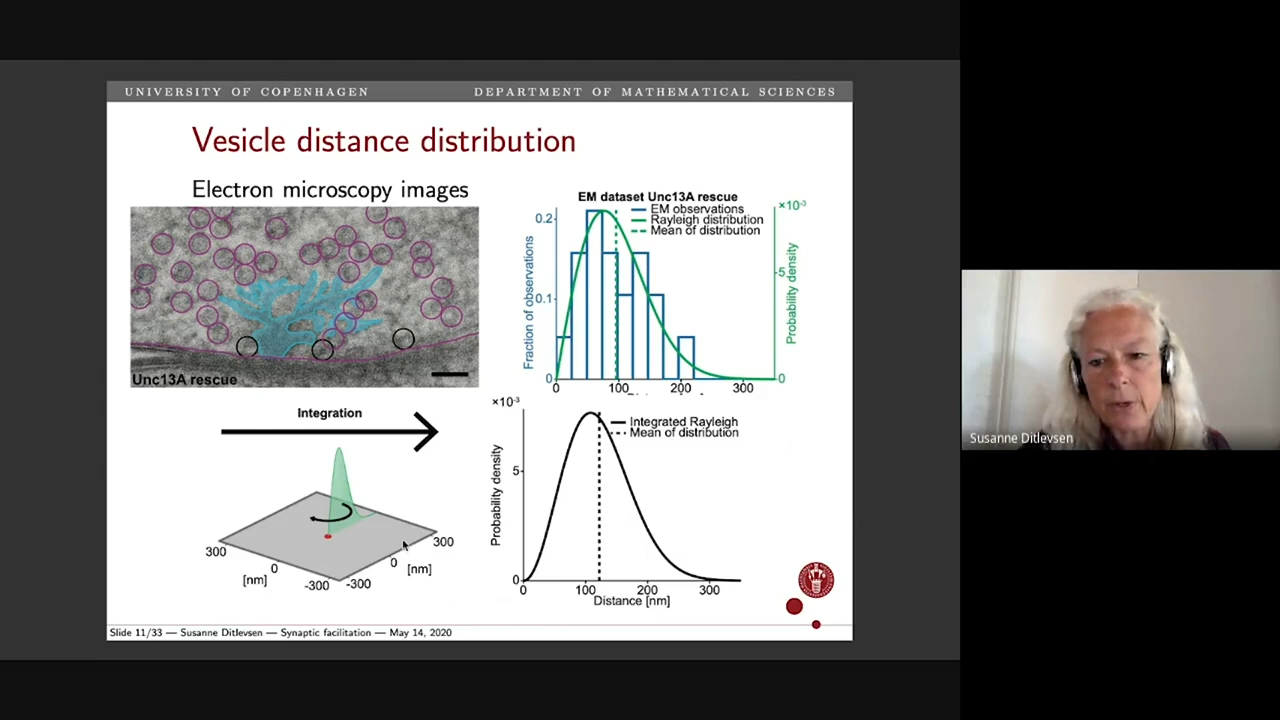 UNIVERSITY OF COPENHAGEN DEPARTMENT OF MATHEMATICAL SCIENCES
Vesicle distance distribution
Electron microscopy images
Unc13A rescue
EM dataset Unc13A rescue
EM observations
Rayleigh distribution
Mean of distribution
×10⁻³
Fraction of observations
0.2
0.1
0
Probability density
5
0
0 100 200 300
Integration
300
0
-300
[nm]
-300
0
300
[nm]
×10⁻³
Integrated Rayleigh
Mean of distribution
Probability density
5
0
0 100 200 300
Distance [nm]
Slide 11/33 — Susanne Ditlevsen — Synaptic facilitation — May 14, 2020
Susanne Ditlevsen